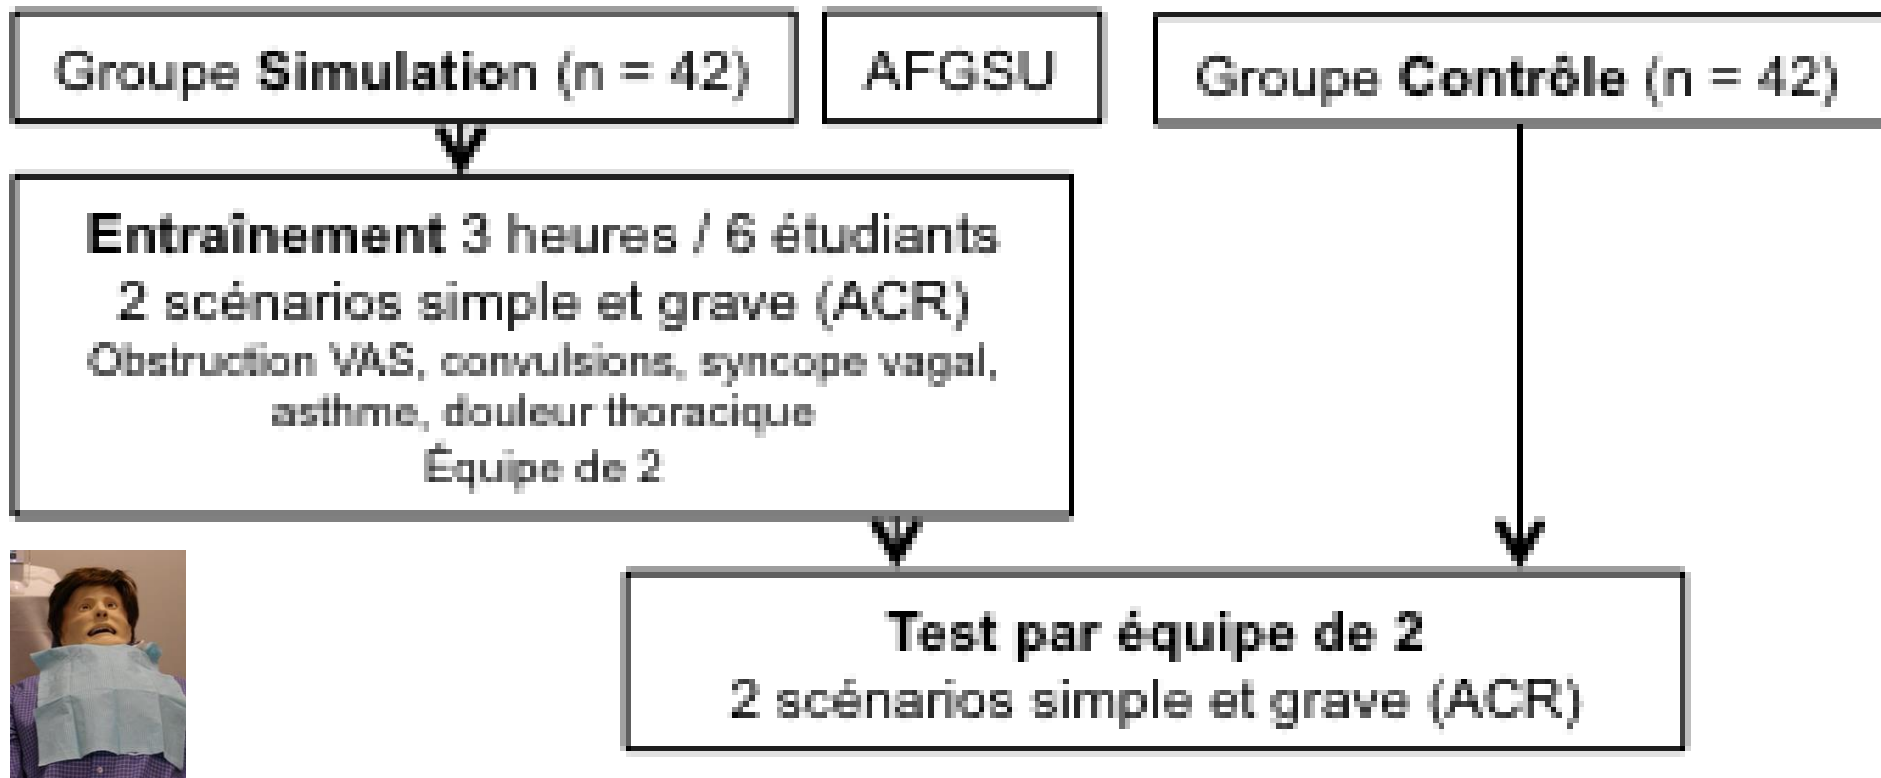 Groupe Simulation (n = 42)
AFGSU
Groupe Contrôle (n = 42)
Entraînement 3 heures / 6 étudiants
2 scénarios simple et grave (ACR)
Obstruction VAS, convulsions, syncope vagal,
asthme, douleur thoracique
Équipe de 2
Test par équipe de 2
2 scénarios simple et grave (ACR)